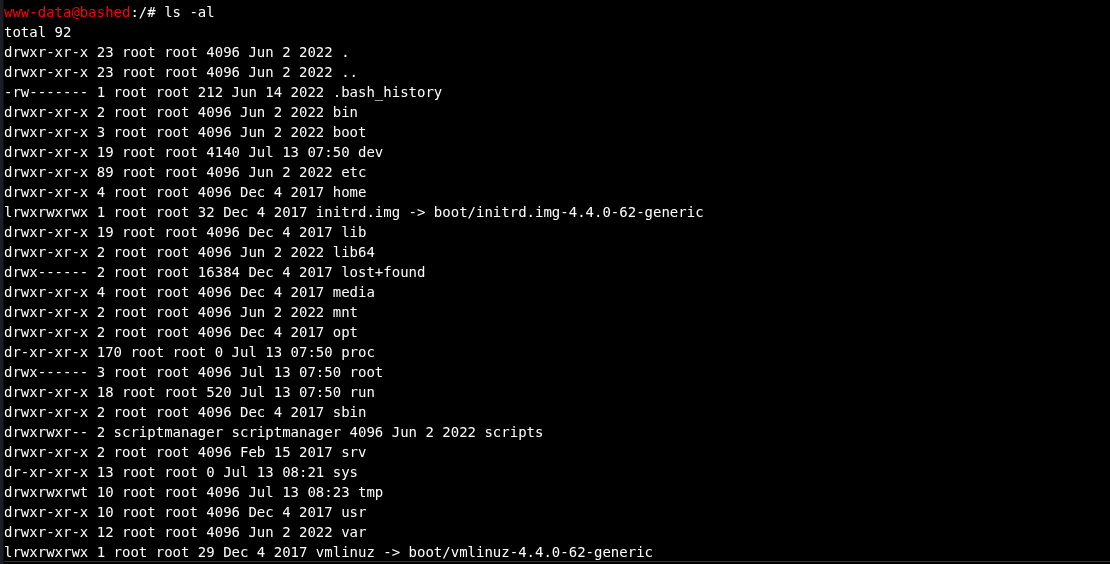 www-data@bashed:/# ls -al
total 92
drwxr-xr-x 23 root root 4096 Jun 2 2022 .
drwxr-xr-x 23 root root 4096 Jun 2 2022 ..
-rw------- 1 root root 212 Jun 14 2022 .bash_history
drwxr-xr-x 2 root root 4096 Jun 2 2022 bin
drwxr-xr-x 3 root root 4096 Jun 2 2022 boot
drwxr-xr-x 19 root root 4140 Jul 13 07:50 dev
drwxr-xr-x 89 root root 4096 Jun 2 2022 etc
drwxr-xr-x 4 root root 4096 Dec 4 2017 home
lrwxrwxrwx 1 root root 32 Dec 4 2017 initrd.img -> boot/initrd.img-4.4.0-62-generic
drwxr-xr-x 19 root root 4096 Dec 4 2017 lib
drwxr-xr-x 2 root root 4096 Jun 2 2022 lib64
drwx------ 2 root root 16384 Dec 4 2017 lost+found
drwxr-xr-x 4 root root 4096 Dec 4 2017 media
drwxr-xr-x 2 root root 4096 Jun 2 2022 mnt
drwxr-xr-x 2 root root 4096 Dec 4 2017 opt
dr-xr-xr-x 170 root root 0 Jul 13 07:50 proc
drwx------ 3 root root 4096 Jul 13 07:50 root
drwxr-xr-x 18 root root 520 Jul 13 07:50 run
drwxr-xr-x 2 root root 4096 Dec 4 2017 sbin
drwxrwxr-- 2 scriptmanager scriptmanager 4096 Jun 2 2022 scripts
drwxr-xr-x 2 root root 4096 Feb 15 2017 srv
dr-xr-xr-x 13 root root 0 Jul 13 08:21 sys
drwxrwxrwt 10 root root 4096 Jul 13 08:23 tmp
drwxr-xr-x 10 root root 4096 Dec 4 2017 usr
drwxr-xr-x 12 root root 4096 Jun 2 2022 var
lrwxrwxrwx 1 root root 29 Dec 4 2017 vmlinuz -> boot/vmlinuz-4.4.0-62-generic